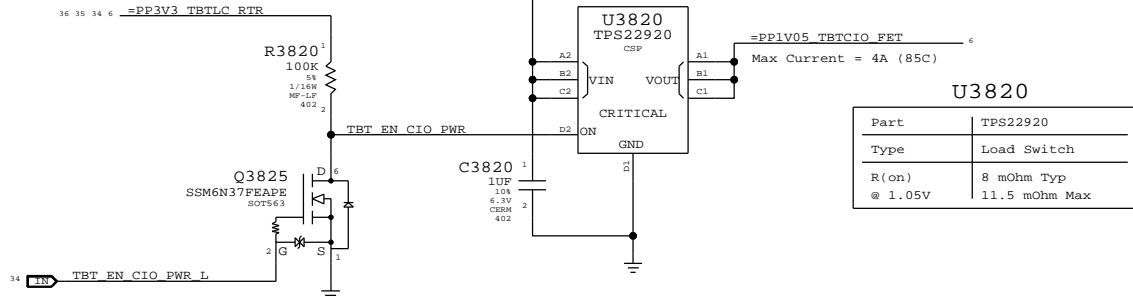 36 35 34 6 =PP3V3_TBTLC_RTR
R3820 1
100K
5%
1/16W
MF-LF
402
2
TBT_EN_CIO_PWR
Q3825
SSM6N37FEAPE
SOT563
D 6
2 G S 1
34 IN TBT_EN_CIO_PWR_L
U3820
TPS22920
CSP
A2 A1
B2 VIN VOUT B1
C2 C1
CRITICAL
D2 ON
GND
D1
C3820 1
1UF
10%
6.3V
CERM
402
2
=PP1V05_TBTCIO_FET 6
Max Current = 4A (85C)
U3820
Part TPS22920
Type Load Switch
R(on) 8 mOhm Typ
@ 1.05V 11.5 mOhm Max